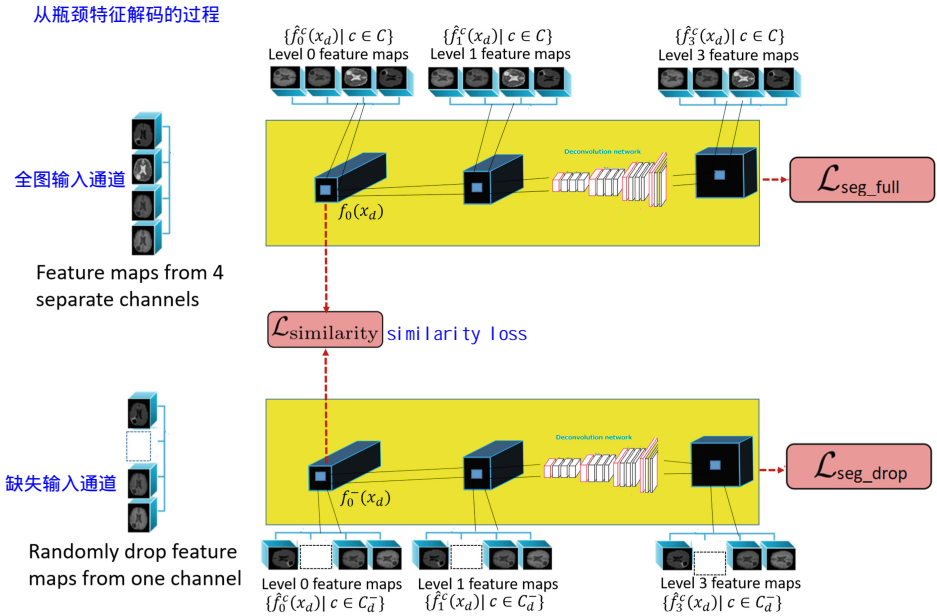 从瓶颈特征解码的过程
{f̂₀ᶜ(x_d)| c ∈ C}
Level 0 feature maps
{f̂₁ᶜ(x_d)| c ∈ C}
Level 1 feature maps
{f̂₃ᶜ(x_d)| c ∈ C}
Level 3 feature maps
全图输入通道
Deconvolution network
f₀(x_d)
ℒseg_full
Feature maps from 4
separate channels
ℒsimilarity
similarity loss
缺失输入通道
Deconvolution network
f₀⁻(x_d)
ℒseg_drop
Randomly drop feature
maps from one channel
Level 0 feature maps
{f̂₀ᶜ(x_d)| c ∈ C_d⁻}
Level 1 feature maps
{f̂₁ᶜ(x_d)| c ∈ C_d⁻}
Level 3 feature maps
{f̂₃ᶜ(x_d)| c ∈ C_d⁻}